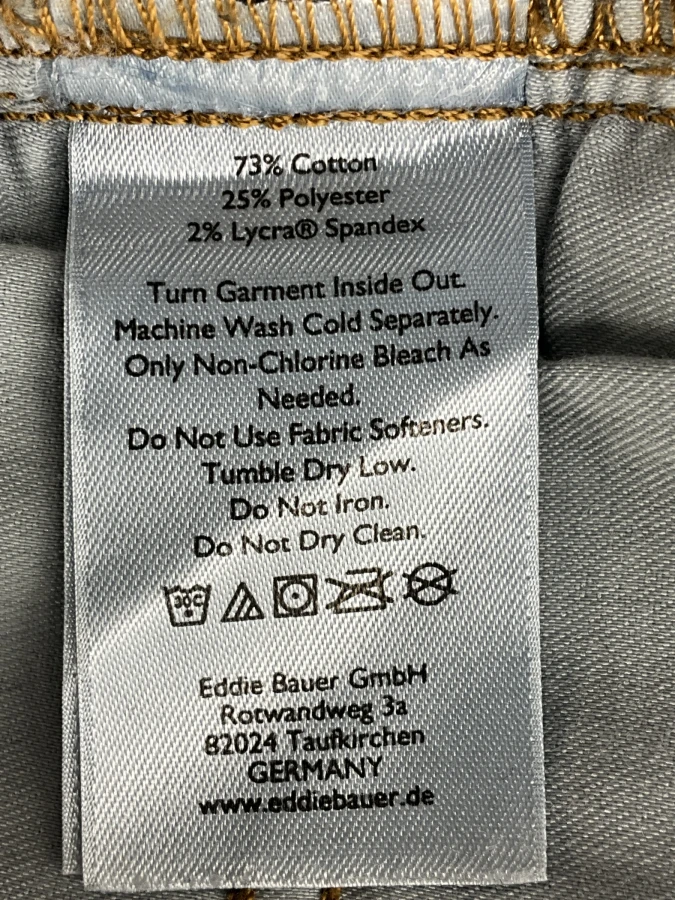 73% Cotton
25% Polyester
2% Lycra® Spandex
Turn Garment Inside Out.
Machine Wash Cold Separately.
Only Non-Chlorine Bleach As
Needed.
Do Not Use Fabric Softeners.
Tumble Dry Low.
Do Not Iron.
Do Not Dry Clean.
30C
Eddie Bauer GmbH
Rotwandweg 3a
82024 Taufkirchen
GERMANY
www.eddiebauer.de